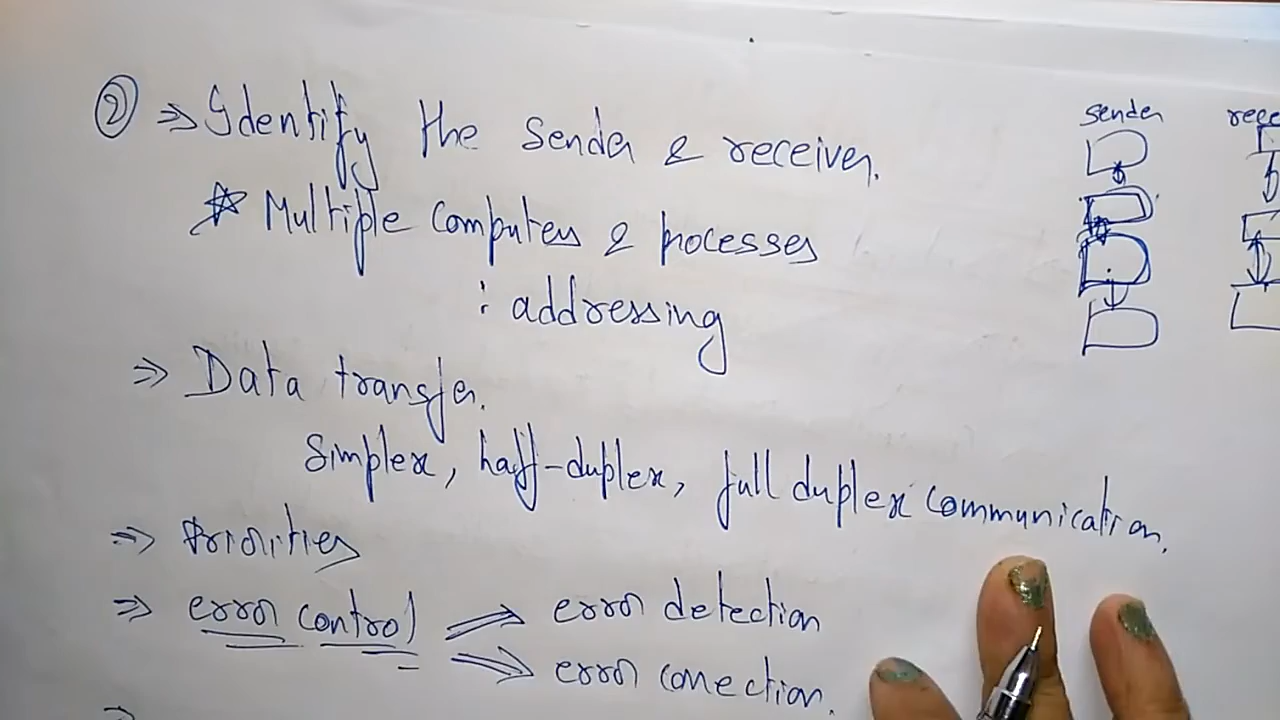 ② ⇒ Identify the sender & receiver.
sender
rece
☆ Multiple computers & processes
: addressing
⇒ Data transfer.
Simplex, half-duplex, full duplex communication.
⇒ Priorities
⇒ error control ⇒ error detection
⇒ error correction.